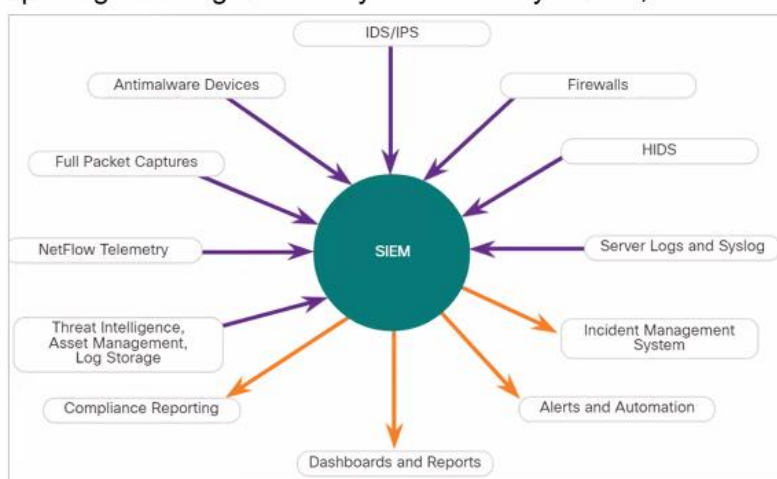 IDS/IPS
Antimalware Devices
Firewalls
Full Packet Captures
HIDS
NetFlow Telemetry
SIEM
Server Logs and Syslog
Threat Intelligence,
Asset Management,
Log Storage
Incident Management
System
Compliance Reporting
Alerts and Automation
Dashboards and Reports